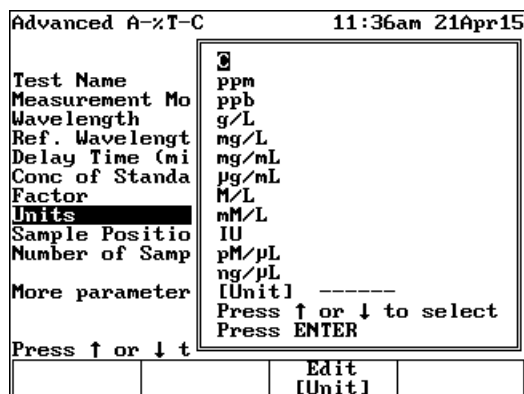 Advanced A-%T-C 11:36am 21Apr15
C
Test Name ppm
Measurement Mo ppb
Wavelength g/L
Ref. Wavelengt mg/L
Delay Time (mi mg/mL
Conc of Standa µg/mL
Factor M/L
Units mM/L
Sample Positio IU
Number of Samp pM/µL
ng/µL
More parameter [Unit] ------
Press ↑ or ↓ to select
Press ENTER
Press ↑ or ↓ t
Edit
[Unit]